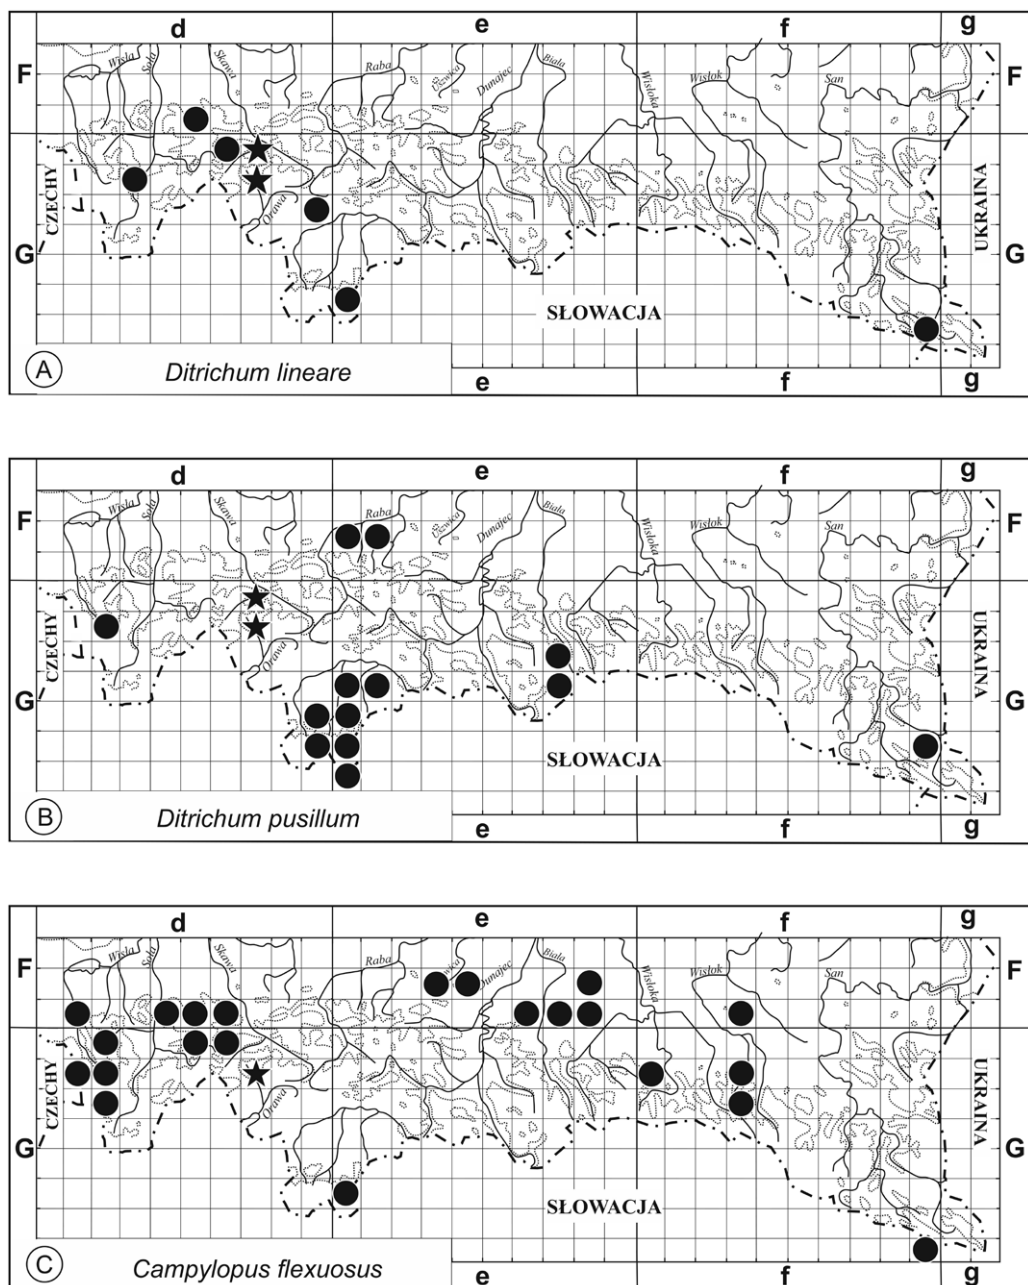 d e f g
F Wisła Soła Skawa Raba Uszwica Dunajec Biała Wisłoka Wisłok San F
CZECHY Orawa UKRAINA
G G
SŁOWACJA
A Ditrichum lineare
e f g
d e f g
F Wisła Soła Skawa Raba Uszwica Dunajec Biała Wisłoka Wisłok San F
CZECHY Orawa UKRAINA
G G
SŁOWACJA
B Ditrichum pusillum
e f g
d e f g
F Wisła Soła Skawa Raba Dunajec Biała Wisłoka Wisłok San F
CZECHY Orawa UKRAINA
G G
SŁOWACJA
C Campylopus flexuosus
e f g